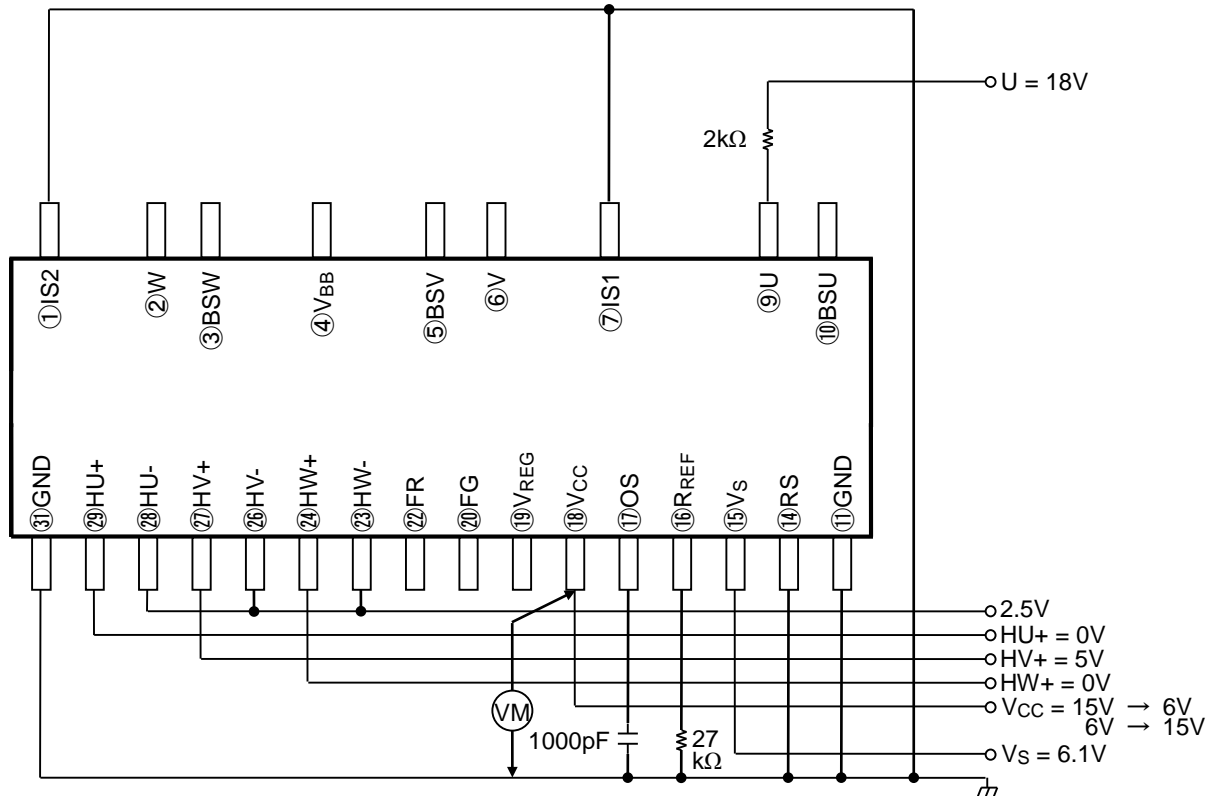 U = 18V
2kΩ
①IS2
②W
③BSW
④VBB
⑤BSV
⑥V
⑦IS1
⑨U
⑩BSU
㉛GND
㉙HU+
㉘HU-
㉗HV+
㉖HV-
㉔HW+
㉓HW-
㉒FR
⑳FG
⑲VREG
⑱VCC
⑰OS
⑯RREF
⑮VS
⑭RS
⑪GND
2.5V
HU+ = 0V
HV+ = 5V
HW+ = 0V
VCC = 15V → 6V
6V → 15V
VM
1000pF
27
kΩ
VS = 6.1V